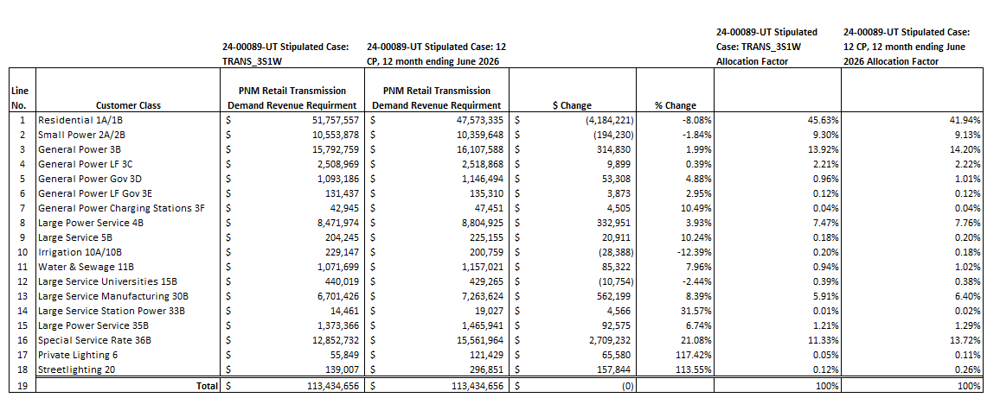 24-00089-UT Stipulated Case: TRANS_3S1W 24-00089-UT Stipulated Case: 12 CP, 12 month ending June 2026 24-00089-UT Stipulated Case: TRANS_3S1W Allocation Factor 24-00089-UT Stipulated Case: 12 CP, 12 month ending June 2026 Allocation Factor
Line No. Customer Class PNM Retail Transmission Demand Revenue Requirment PNM Retail Transmission Demand Revenue Requirment $ Change % Change
1 Residential 1A/1B $ 51,757,557 $ 47,573,335 $ (4,184,221) -8.08% 45.63% 41.94%
2 Small Power 2A/2B $ 10,553,878 $ 10,359,648 $ (194,230) -1.84% 9.30% 9.13%
3 General Power 3B $ 15,792,759 $ 16,107,588 $ 314,830 1.99% 13.92% 14.20%
4 General Power LF 3C $ 2,508,969 $ 2,518,868 $ 9,899 0.39% 2.21% 2.22%
5 General Power Gov 3D $ 1,093,186 $ 1,146,494 $ 53,308 4.88% 0.96% 1.01%
6 General Power LF Gov 3E $ 131,437 $ 135,310 $ 3,873 2.95% 0.12% 0.12%
7 General Power Charging Stations 3F $ 42,945 $ 47,451 $ 4,505 10.49% 0.04% 0.04%
8 Large Power Service 4B $ 8,471,974 $ 8,804,925 $ 332,951 3.93% 7.47% 7.76%
9 Large Service 5B $ 204,245 $ 225,155 $ 20,911 10.24% 0.18% 0.20%
10 Irrigation 10A/10B $ 229,147 $ 200,759 $ (28,388) -12.39% 0.20% 0.18%
11 Water & Sewage 11B $ 1,071,699 $ 1,157,021 $ 85,322 7.96% 0.94% 1.02%
12 Large Service Universities 15B $ 440,019 $ 429,265 $ (10,754) -2.44% 0.39% 0.38%
13 Large Service Manufacturing 30B $ 6,701,426 $ 7,263,624 $ 562,199 8.39% 5.91% 6.40%
14 Large Service Station Power 33B $ 14,461 $ 19,027 $ 4,566 31.57% 0.01% 0.02%
15 Large Power Service 35B $ 1,373,366 $ 1,465,941 $ 92,575 6.74% 1.21% 1.29%
16 Special Service Rate 36B $ 12,852,732 $ 15,561,964 $ 2,709,232 21.08% 11.33% 13.72%
17 Private Lighting 6 $ 55,849 $ 121,429 $ 65,580 117.42% 0.05% 0.11%
18 Streetlighting 20 $ 139,007 $ 296,851 $ 157,844 113.55% 0.12% 0.26%
19 Total $ 113,434,656 $ 113,434,656 $ (0) 100% 100%